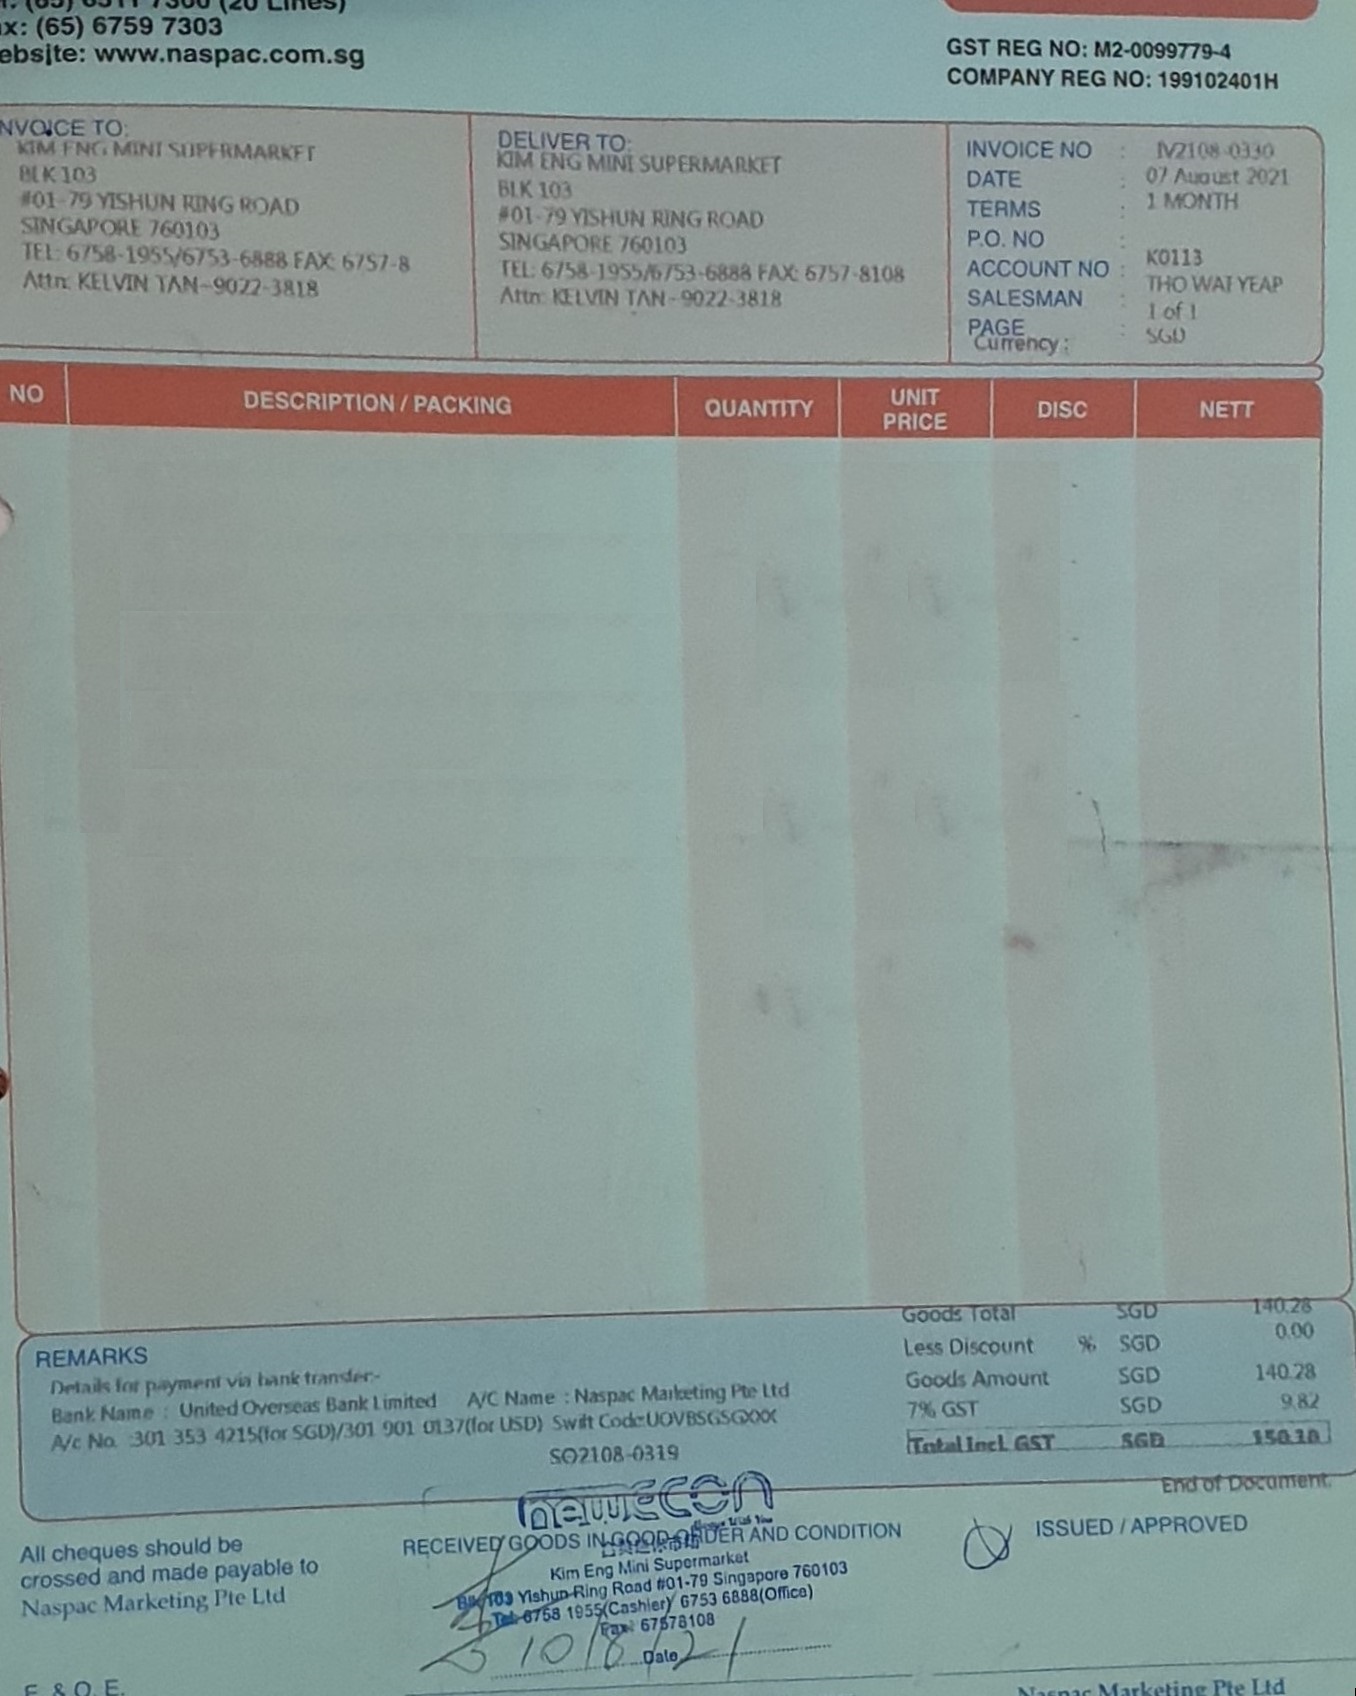 (65) 6511 7300 (20 Lines)
ax: (65) 6759 7303
ebsite: www.naspac.com.sg
GST REG NO: M2-0099779-4
COMPANY REG NO: 199102401H
NVOICE TO:
KIM ENG MINI SUPERMARKET
BLK 103
#01-79 YISHUN RING ROAD
SINGAPORE 760103
TEL: 6758-1955/6753-6888 FAX: 6757-8
Attn: KELVIN TAN-9022-3818
DELIVER TO:
KIM ENG MINI SUPERMARKET
BLK 103
#01-79 YISHUN RING ROAD
SINGAPORE 760103
TEL: 6758-1955/6753-6888 FAX: 6757-8108
Attn: KELVIN TAN-9022-3818
INVOICE NO : IV2108-0330
DATE : 07 August 2021
TERMS : 1 MONTH
P.O. NO :
ACCOUNT NO : K0113
SALESMAN : THO WAI YEAP
PAGE : 1 of 1
Currency : SGD
NO DESCRIPTION / PACKING QUANTITY UNIT PRICE DISC NETT
Goods Total SGD 140.28
Less Discount % SGD 0.00
Goods Amount SGD 140.28
7% GST SGD 9.82
Total Incl. GST SGD 150.10
End of Document.
REMARKS
Details for payment via bank transfer:-
Bank Name : United Overseas Bank Limited A/C Name : Naspac Marketing Pte Ltd
A/c No. :301 353 4215(for SGD)/301 901 0137(for USD) Swift Code:UOVBSGSGXXX
SO2108-0319
All cheques should be
crossed and made payable to
Naspac Marketing Pte Ltd
newecon
RECEIVED GOODS IN GOOD ORDER AND CONDITION
Kim Eng Mini Supermarket
Blk 103 Yishun Ring Road #01-79 Singapore 760103
Tel: 6758 1955(Cashier) 6753 6888(Office)
Fax: 67578108
10/8/21
Date
ISSUED / APPROVED
E. & O. E.
Naspac Marketing Pte Ltd